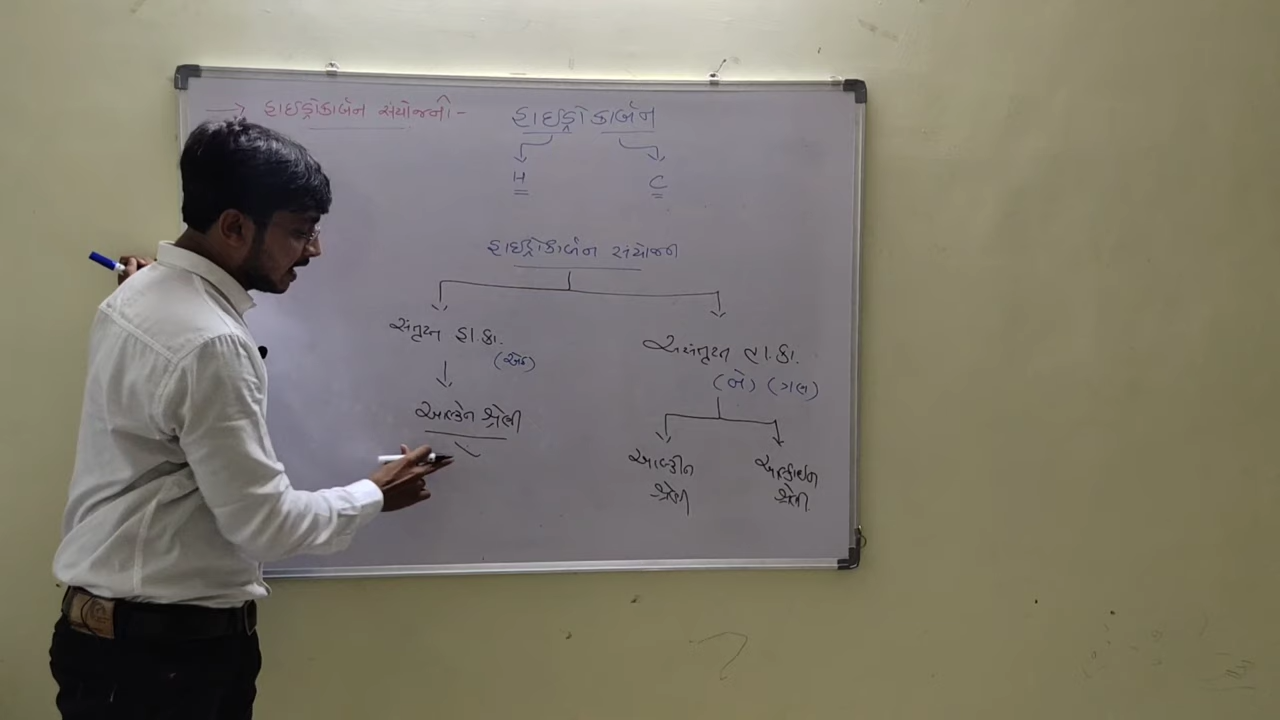 → હાઇડ્રોકાર્બન સંયોજનો -
હાઇડ્રોકાર્બન
H
C
હાઇડ્રોકાર્બન સંયોજન
સંતૃપ્ત હા.કા.
(એક)
આલ્કેન શ્રેણી
અસંતૃપ્ત હા.કા.
(બે) (ત્રણ)
આલ્કીન
શ્રેણી
આલ્કાઇન
શ્રેણી